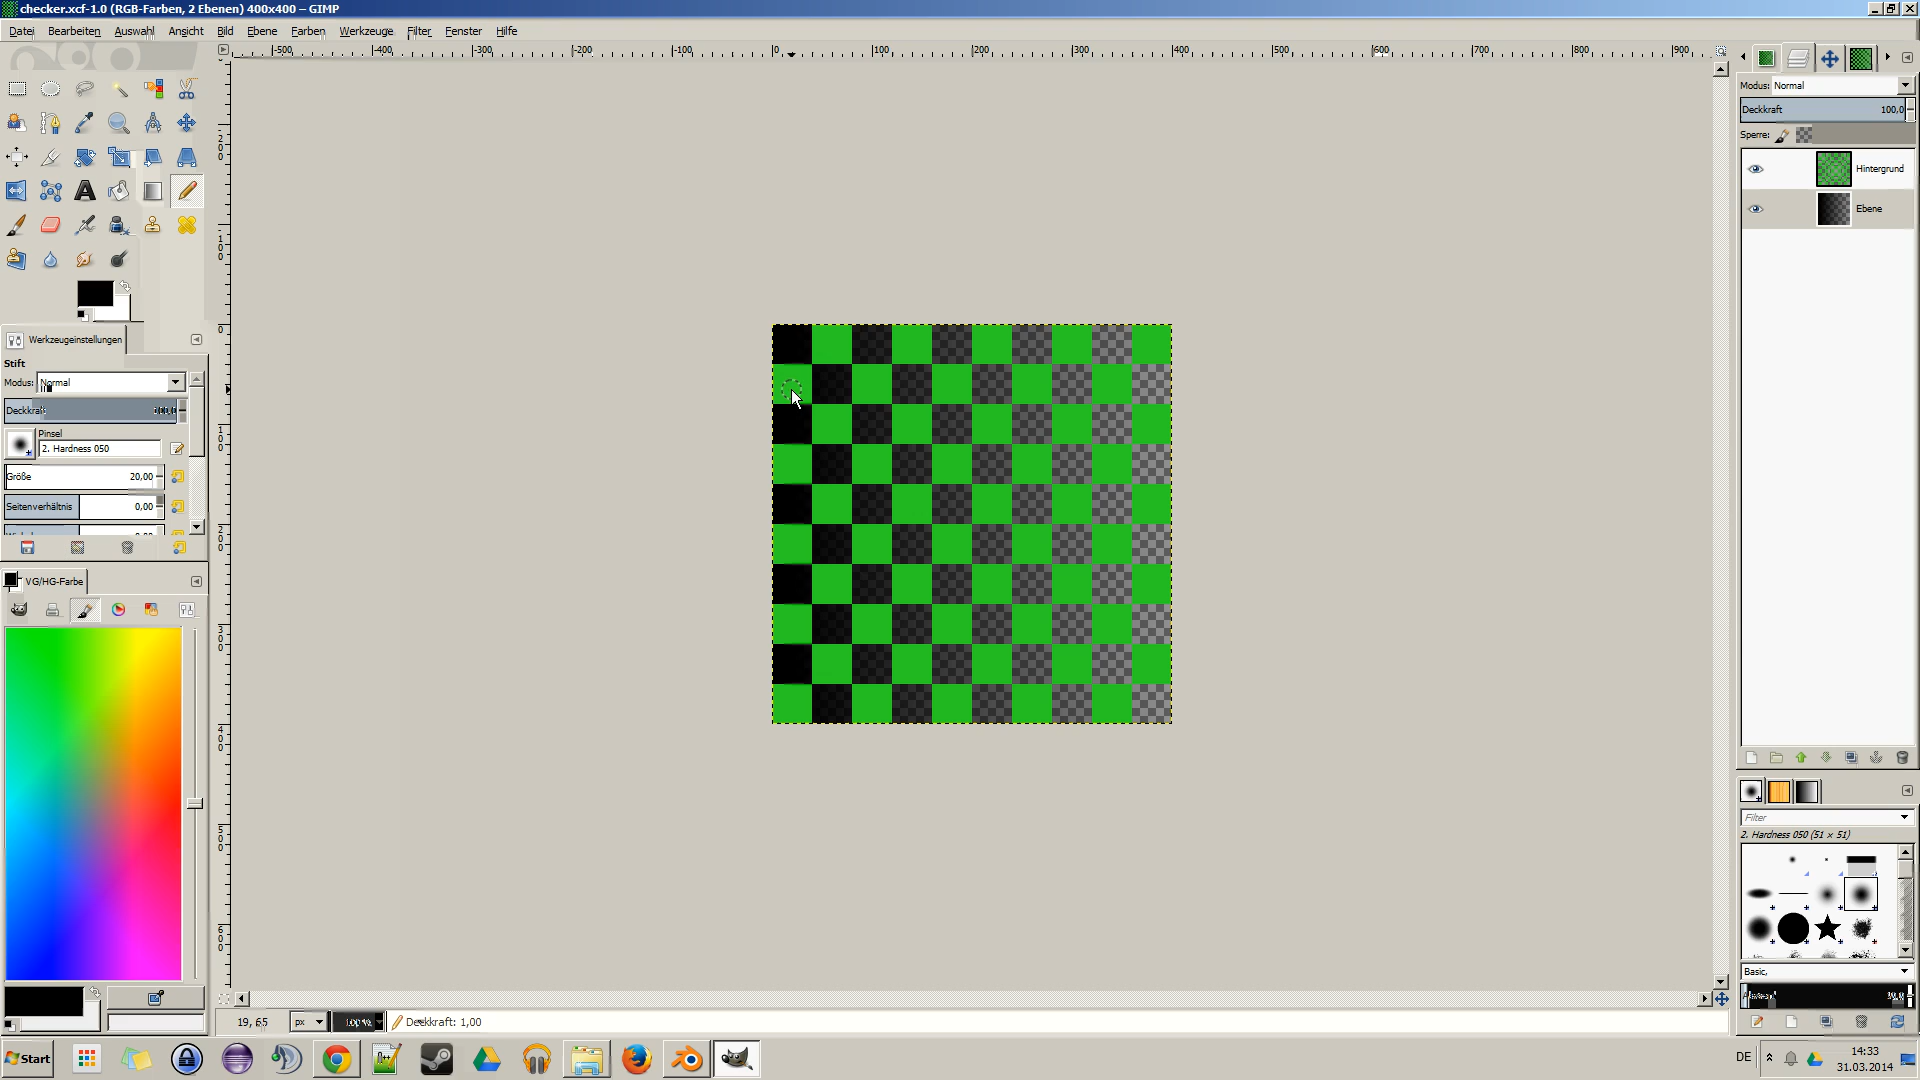 checker.xcf-1.0 (RGB-Farben, 2 Ebenen) 400x400 – GIMP
Datei Bearbeiten Auswahl Ansicht Bild Ebene Farben Werkzeuge Filter Fenster Hilfe
-500 -400 -300 -200 -100 0 100 200 300 400 500 600 700 800 900
Modus: Normal
Deckkraft 100,0
Sperre:
Hintergrund
Ebene
Werkzeugeinstellungen
Stift
Modus: Normal
Deckkraft 100,0
Pinsel
2. Hardness 050
Größe 20,00
Seitenverhältnis 0,00
VG/HG-Farbe
Filter
2. Hardness 050 (51 × 51)
Basic,
19, 65 px 100 % Deckkraft: 1,00
Start
DE
14:33
31.03.2014